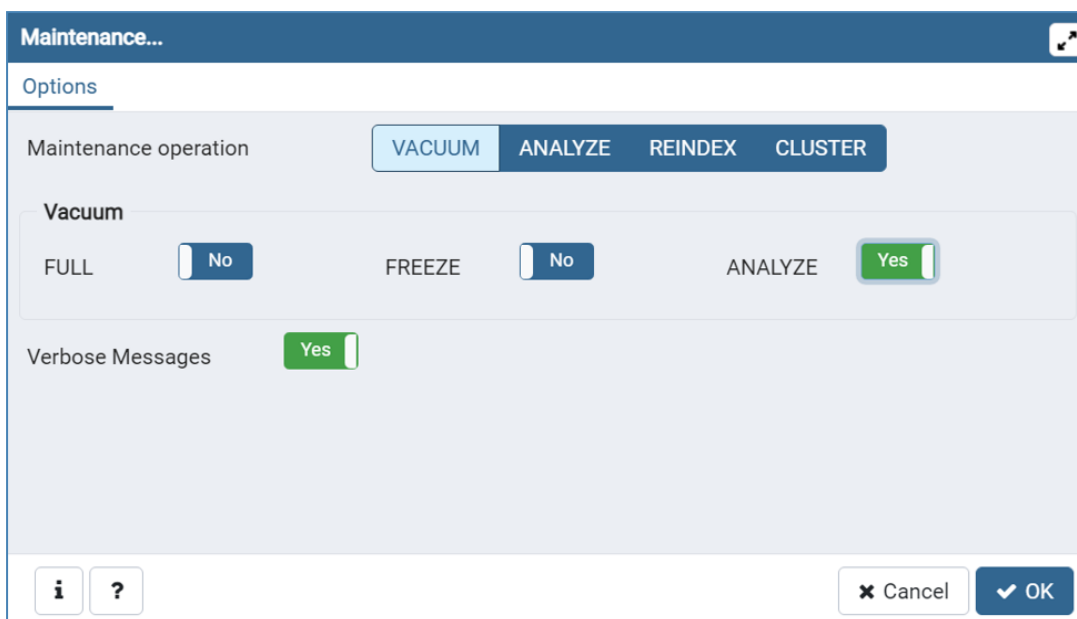 Maintenance...
Options
Maintenance operation VACUUM ANALYZE REINDEX CLUSTER
Vacuum
FULL No FREEZE No ANALYZE Yes
Verbose Messages Yes
i ? Cancel OK